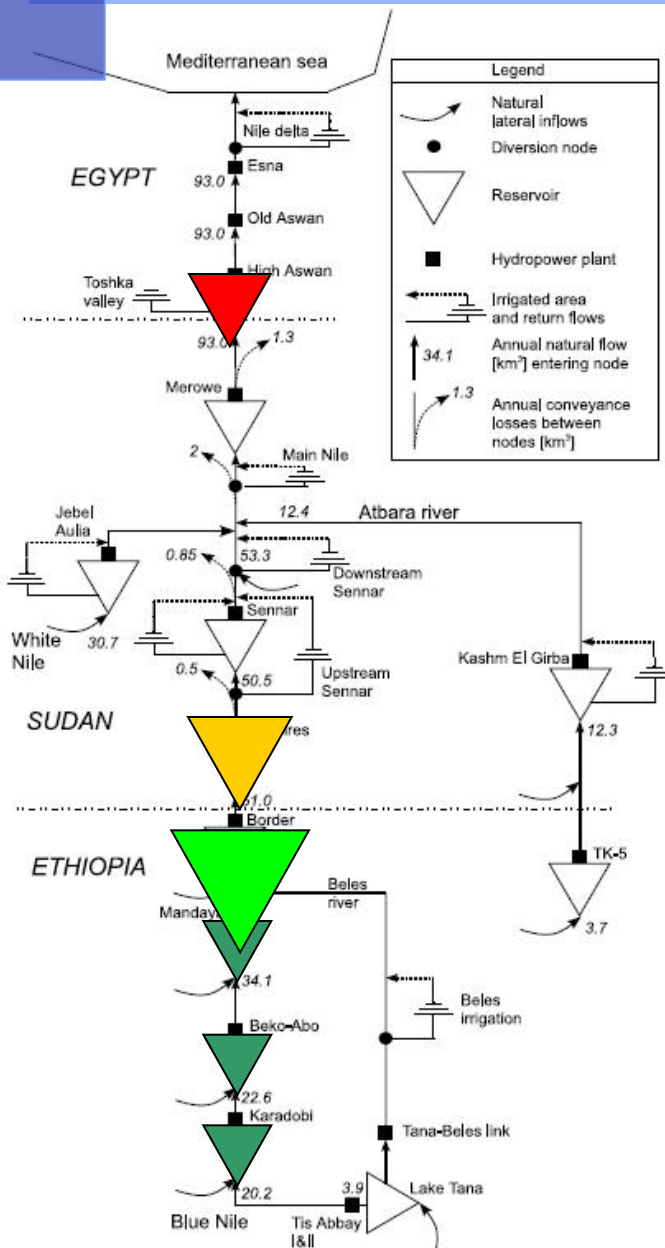 Mediterranean sea
Legend
Natural
lateral inflows
Diversion node
Reservoir
Hydropower plant
Irrigated area
and return flows
34.1
Annual natural flow
[km³] entering node
1.3
Annual conveyance
losses between
nodes [km³]
Nile delta
Esna
EGYPT
93.0
Old Aswan
93.0
High Aswan
Toshka
valley
93.0
1.3
Merowe
2
Main Nile
12.4
Atbara river
Jebel
Aulia
0.85
53.3
Downstream
Sennar
Sennar
White
Nile
30.7
Kashm El Girba
0.5
50.5
Upstream
Sennar
SUDAN
12.3
ires
Border
ETHIOPIA
TK-5
3.7
Beles
river
Manday
34.1
Beles
irrigation
Beko-Abo
22.6
Karadobi
Tana-Beles link
20.2
3.9
Lake Tana
Blue Nile
Tis Abbay
I&II